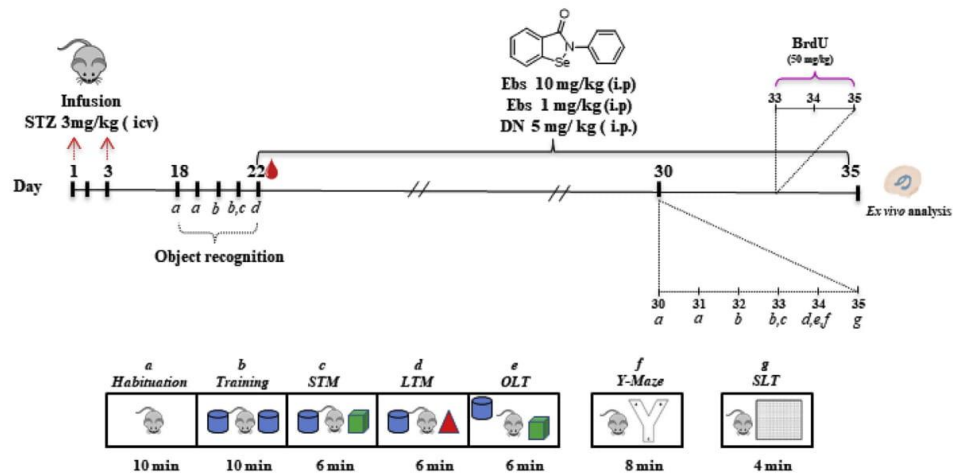 O
N
Se
Infusion
STZ 3mg/kg ( icv)
Ebs 10 mg/kg (i.p)
Ebs 1 mg/kg (i.p)
DN 5 mg/ kg ( i.p.)
BrdU
(50 mg/kg)
33 34 35
Day 1 3 18 22 30 35
a a b b,c d
Object recognition
Ex vivo analysis
30 31 32 33 34 35
a a b b,c d,e,f g
a b c d e f g
Habituation Training STM LTM OLT Y-Maze SLT
10 min 10 min 6 min 6 min 6 min 8 min 4 min